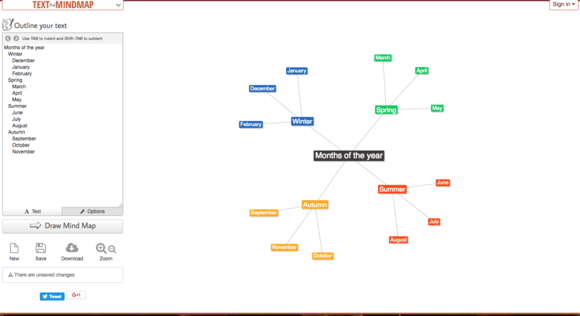 TEXT 2 MINDMAP
Sign in
Outline your text
Use TAB to indent and Shift-TAB to outdent
Months of the year
Winter
December
January
February
Spring
March
April
May
Summer
June
July
August
Autumn
September
October
November
Text
Options
Draw Mind Map
New
Save
Download
Zoom
There are unsaved changes
Tweet
G+1
March
January
April
December
May
Spring
February
Winter
Months of the year
June
Summer
Autumn
September
July
August
November
October